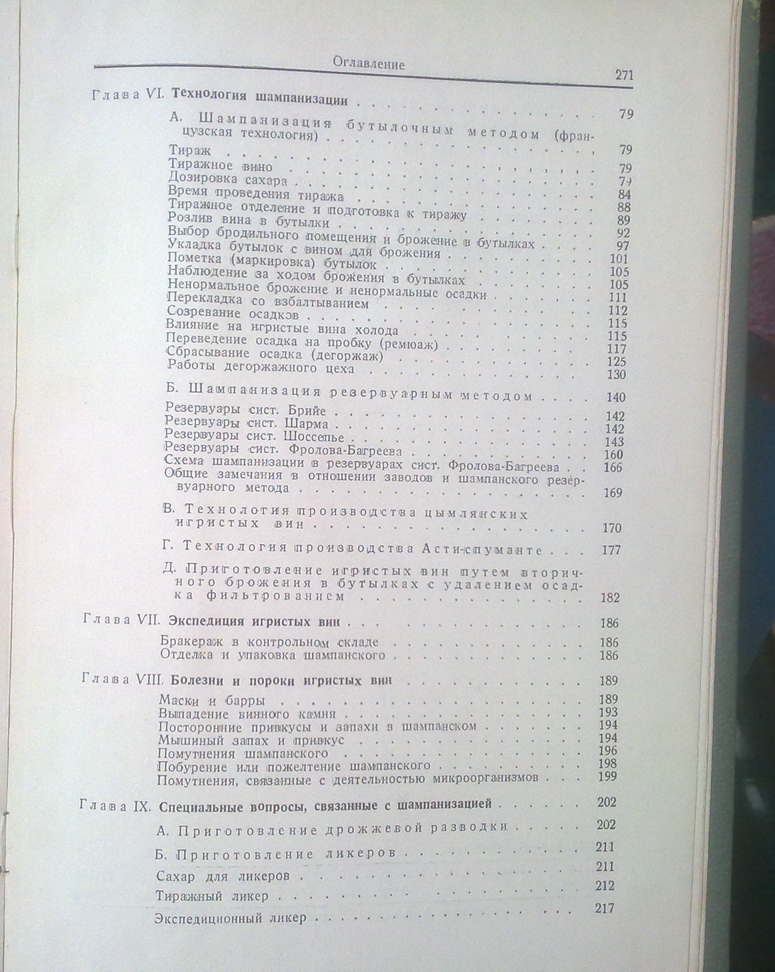 Оглавление
271
Глава VI. Технология шампанизации . . . 79
А. Шампанизация бутылочным методом (фран-
цузская технология) . . . 79
Тираж . . . 79
Тиражное вино . . . 79
Дозировка сахара . . . 84
Время проведения тиража . . . 88
Тиражное отделение и подготовка к тиражу . . . 89
Розлив вина в бутылки . . . 92
Выбор бродильного помещения и брожение в бутылках . . . 97
Укладка бутылок с вином для брожения . . . 101
Пометка (маркировка) бутылок . . . 105
Наблюдение за ходом брожения в бутылках . . . 105
Ненормальное брожение и ненормальные осадки . . . 111
Перекладка со взбалтыванием . . . 112
Созревание осадков . . . 115
Влияние на игристые вина холода . . . 115
Переведение осадка на пробку (ремюаж) . . . 117
Сбрасывание осадка (дегоржаж) . . . 125
Работы дегоржажного цеха . . . 130
Б. Шампанизация резервуарным методом . . . 140
Резервуары сист. Брийе . . . 142
Резервуары сист. Шарма . . . 142
Резервуары сист. Шоссепье . . . 143
Резервуары сист. Фролова-Багреева . . . 160
Схема шампанизации в резервуарах сист. Фролова-Багреева . . 166
Общие замечания в отношении заводов и шампанского резер-
вуарного метода . . . 169
В. Технология производства цымлянских
игристых вин . . . 170
Г. Технология производства Асти-спуманте . . . 177
Д. Приготовление игристых вин путем вторич-
ного брожения в бутылках с удалением осад-
ка фильтрованием . . . 182
Глава VII. Экспедиция игристых вин . . . 186
Бракераж в контрольном складе . . . 186
Отделка и упаковка шампанского . . . 186
Глава VIII. Болезни и пороки игристых вин . . . 189
Маски и барры . . . 189
Выпадение винного камня . . . 193
Посторонние привкусы и запахи в шампанском . . . 194
Мышиный запах и привкус . . . 194
Помутнения шампанского . . . 196
Побурение или пожелтение шампанского . . . 198
Помутнения, связанные с деятельностью микроорганизмов . . . 199
Глава IX. Специальные вопросы, связанные с шампанизацией . . . 202
А. Приготовление дрожжевой разводки . . . 202
Б. Приготовление ликеров . . . 211
Сахар для ликеров . . . 211
Тиражный ликер . . . 212
Экспедиционный ликер . . . 217